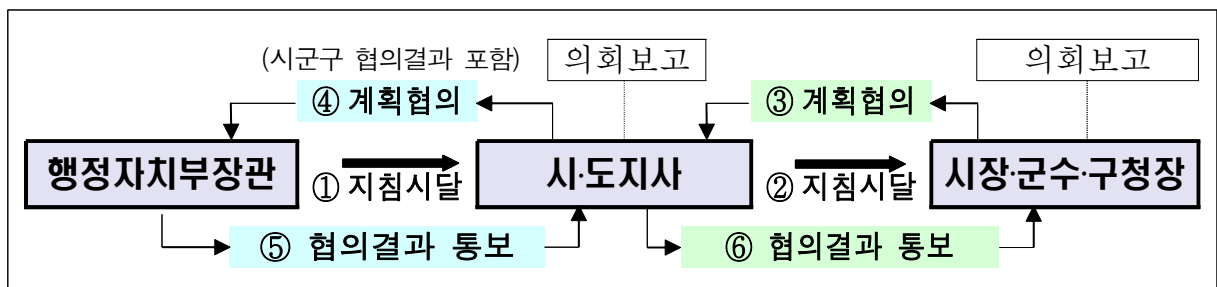 (시군구 협의결과 포함)
의회보고
의회보고
④ 계획협의
③ 계획협의
행정자치부장관
① 지침시달
시·도지사
② 지침시달
시장·군수·구청장
⑤ 협의결과 통보
⑥ 협의결과 통보